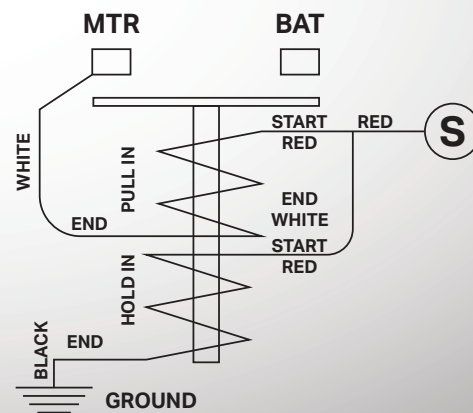 MTR
BAT
START
RED
RED
S
WHITE
PULL IN
END
WHITE
END
START
RED
HOLD IN
BLACK
END
GROUND